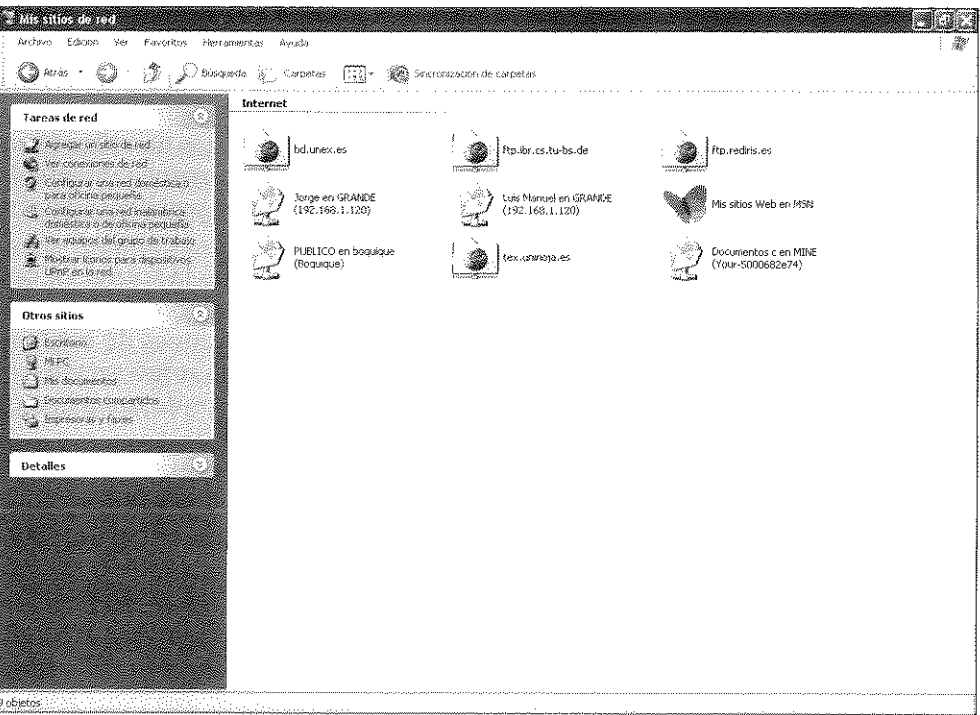 Mis sitios de red
Archivo Edicion Ver Favoritos Herramientas Ayuda
Atrás Búsqueda Carpetas Sincronización de carpetas
Tareas de red
Agregar un sitio de red
Ver conexiones de red
Configurar una red doméstica o
para oficina pequeña
Configurar una red inalámbrica
doméstica o de oficina pequeña
Ver equipos del grupo de trabajo
Mostrar iconos para dispositivos
UPnP en la red
Otros sitios
Escritorio
Mi PC
Mis documentos
Documentos compartidos
Impresoras y faxes
Detalles
Internet
bd.unex.es
ftp.ibr.cs.tu-bs.de
ftp.rediris.es
Jorge en GRANDE
(192.168.1.120)
Luis Manuel en GRANDE
(192.168.1.120)
Mis sitios Web en MSN
PUBLICO en boquique
(Boquique)
tex.unirioja.es
Documentos c en MINE
(Your-5000682e74)
9 objetos